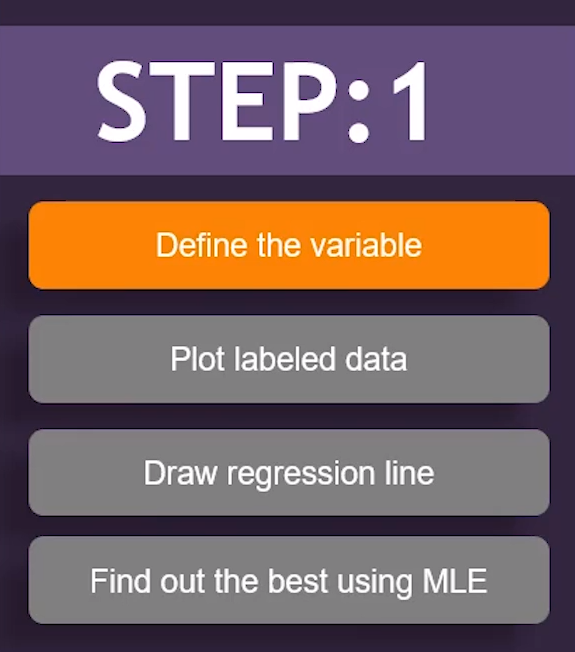 STEP:1
Define the variable
Plot labeled data
Draw regression line
Find out the best using MLE